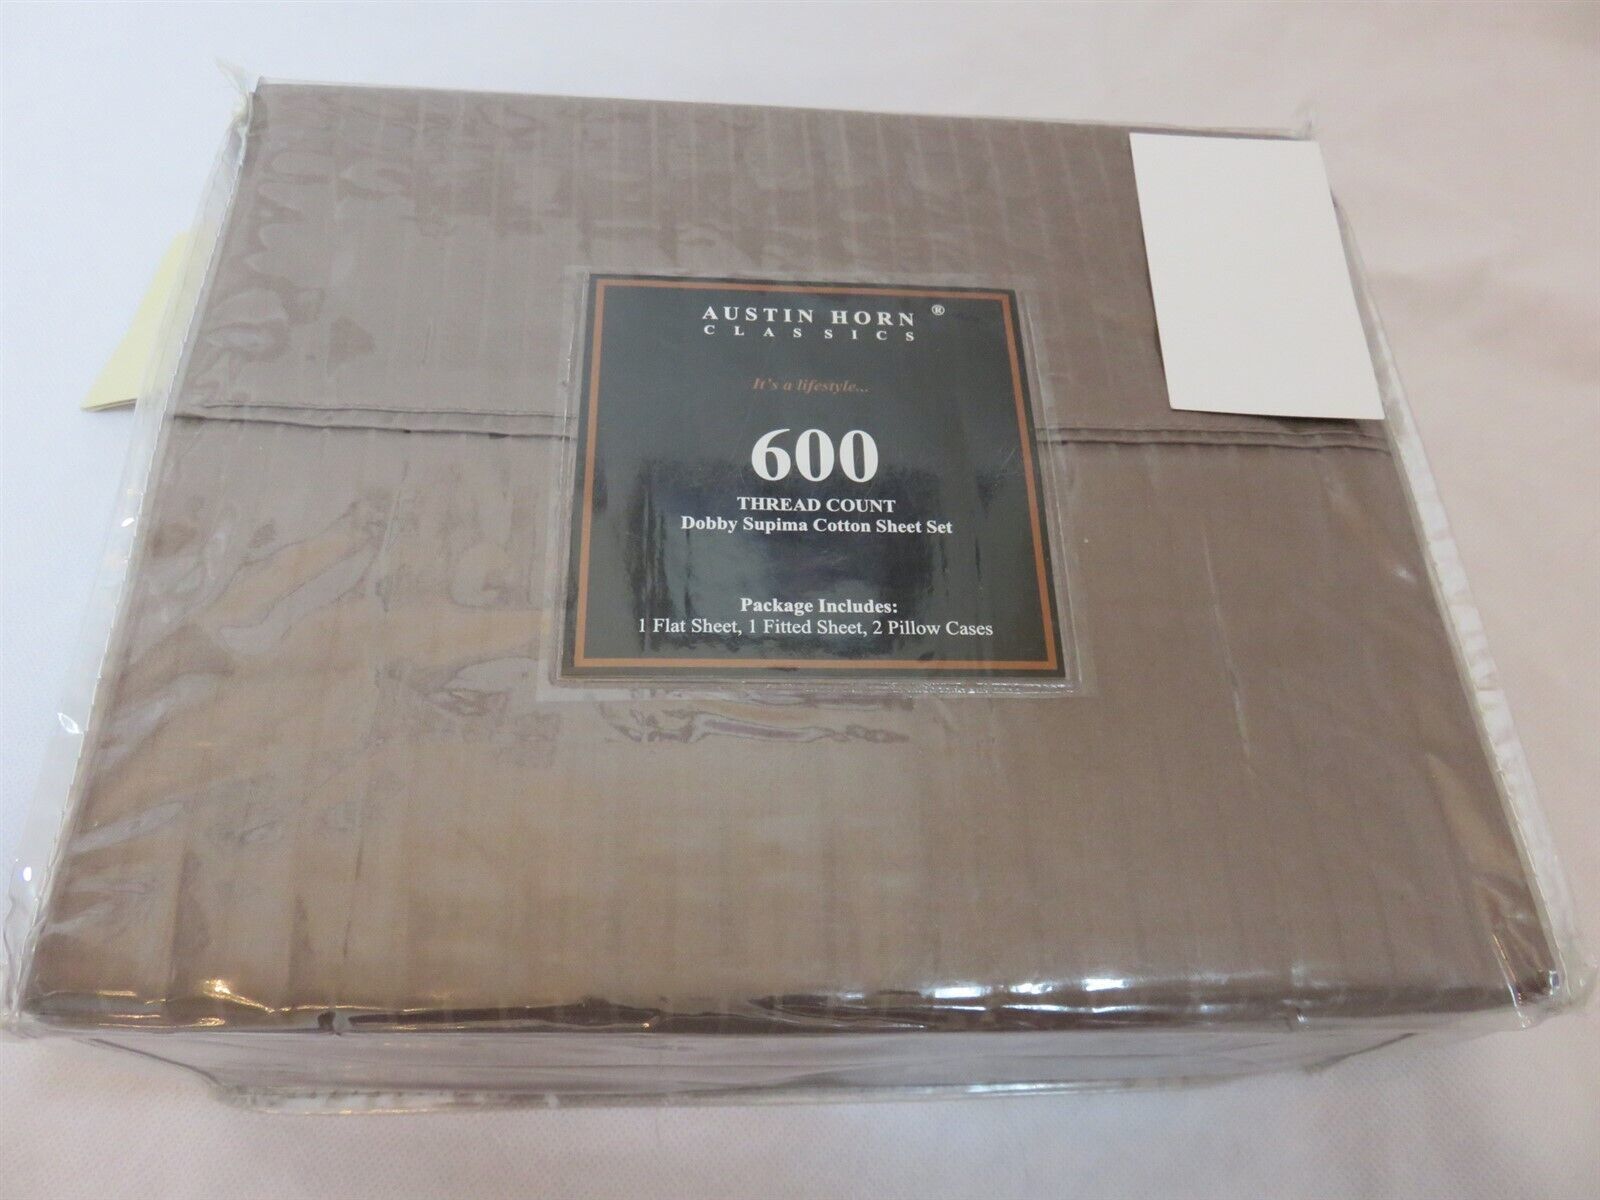 AUSTIN HORN ®
CLASSICS
It's a lifestyle...
600
THREAD COUNT
Dobby Supima Cotton Sheet Set
Package Includes:
1 Flat Sheet, 1 Fitted Sheet, 2 Pillow Cases